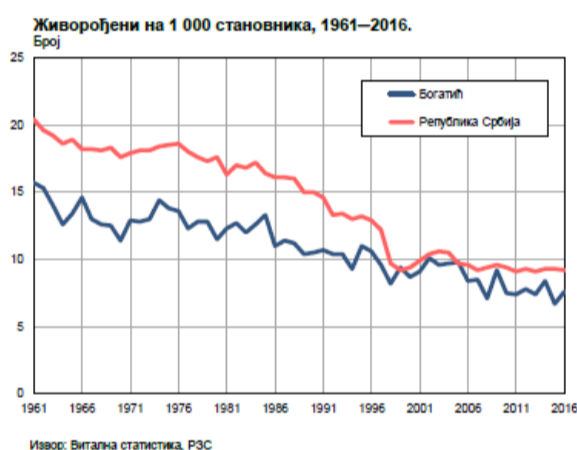 Живорођени на 1 000 становника, 1961—2016.
Број
25
Богатић
Република Србија
20
15
10
5
0
1961 1966 1971 1976 1981 1986 1991 1996 2001 2006 2011 2016
Извор: Витална статистика, РЗС